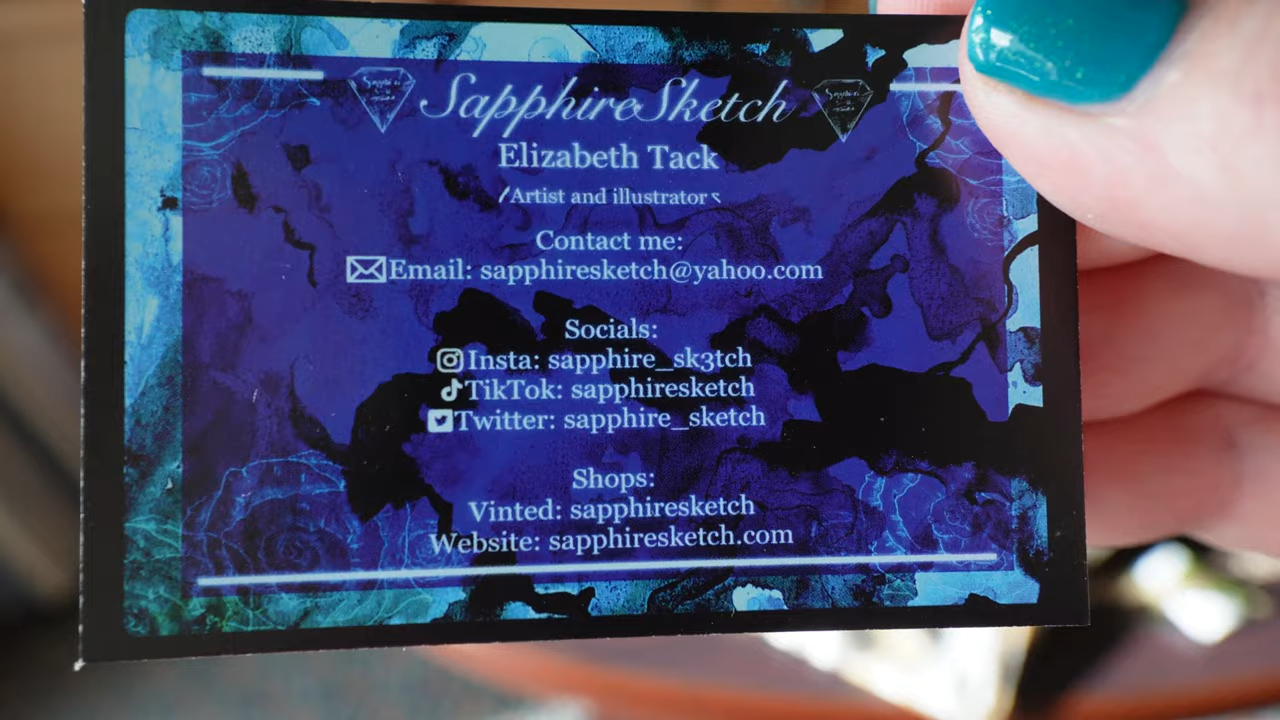 SapphireSketch
Elizabeth Tack
Artist and illustrator
Contact me:
Email: sapphiresketch@yahoo.com
Socials:
Insta: sapphire_sk3tch
TikTok: sapphiresketch
Twitter: sapphire_sketch
Shops:
Vinted: sapphiresketch
Website: sapphiresketch.com